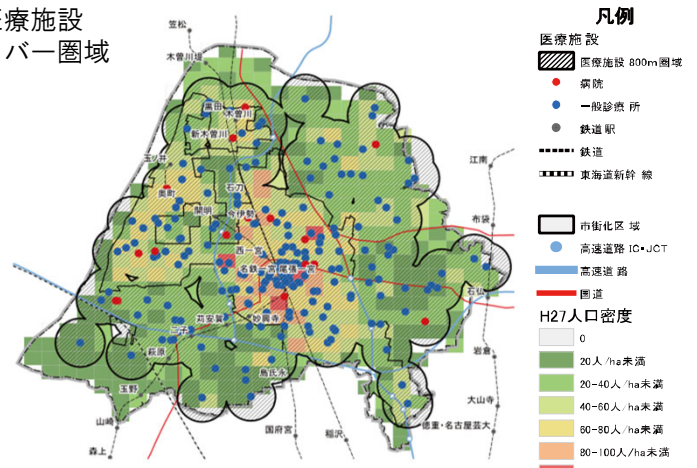 療施設
バー圏域
笠松
木曽川堤
黒田
木曽川
新木曽川
玉ノ井
石刀
奥町
開明
今伊勢
西一宮
名鉄一宮
尾張一宮
苅安賀
妙興寺
二子
萩原
島氏永
玉野
山崎
森上
国府宮
稲沢
江南
布袋
石仏
岩倉
大山寺
徳重・名古屋芸大
凡例
医療施設
医療施設 800m圏域
病院
一般診療所
鉄道駅
鉄道
東海道新幹線
市街化区域
高速道路 IC・JCT
高速道路
国道
H27人口密度
0
20人/ha未満
20-40人/ha未満
40-60人/ha未満
60-80人/ha未満
80-100人/ha未満